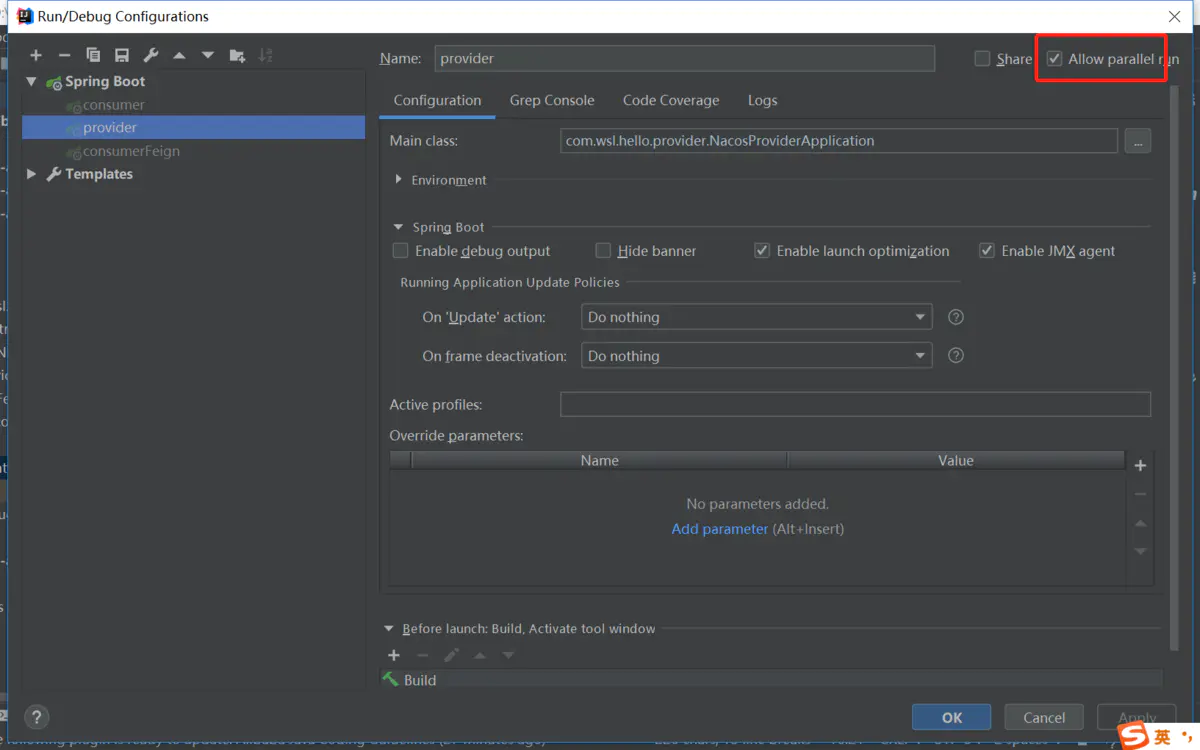 Run/Debug Configurations
Name: provider
Share
Allow parallel run
Spring Boot
consumer
provider
consumerFeign
Templates
Configuration Grep Console Code Coverage Logs
Main class: com.wsl.hello.provider.NacosProviderApplication ...
Environment
Spring Boot
Enable debug output Hide banner Enable launch optimization Enable JMX agent
Running Application Update Policies
On 'Update' action: Do nothing ?
On frame deactivation: Do nothing ?
Active profiles:
Override parameters:
Name Value
No parameters added.
Add parameter (Alt+Insert)
Before launch: Build, Activate tool window
Build
? OK Cancel Apply
S 英